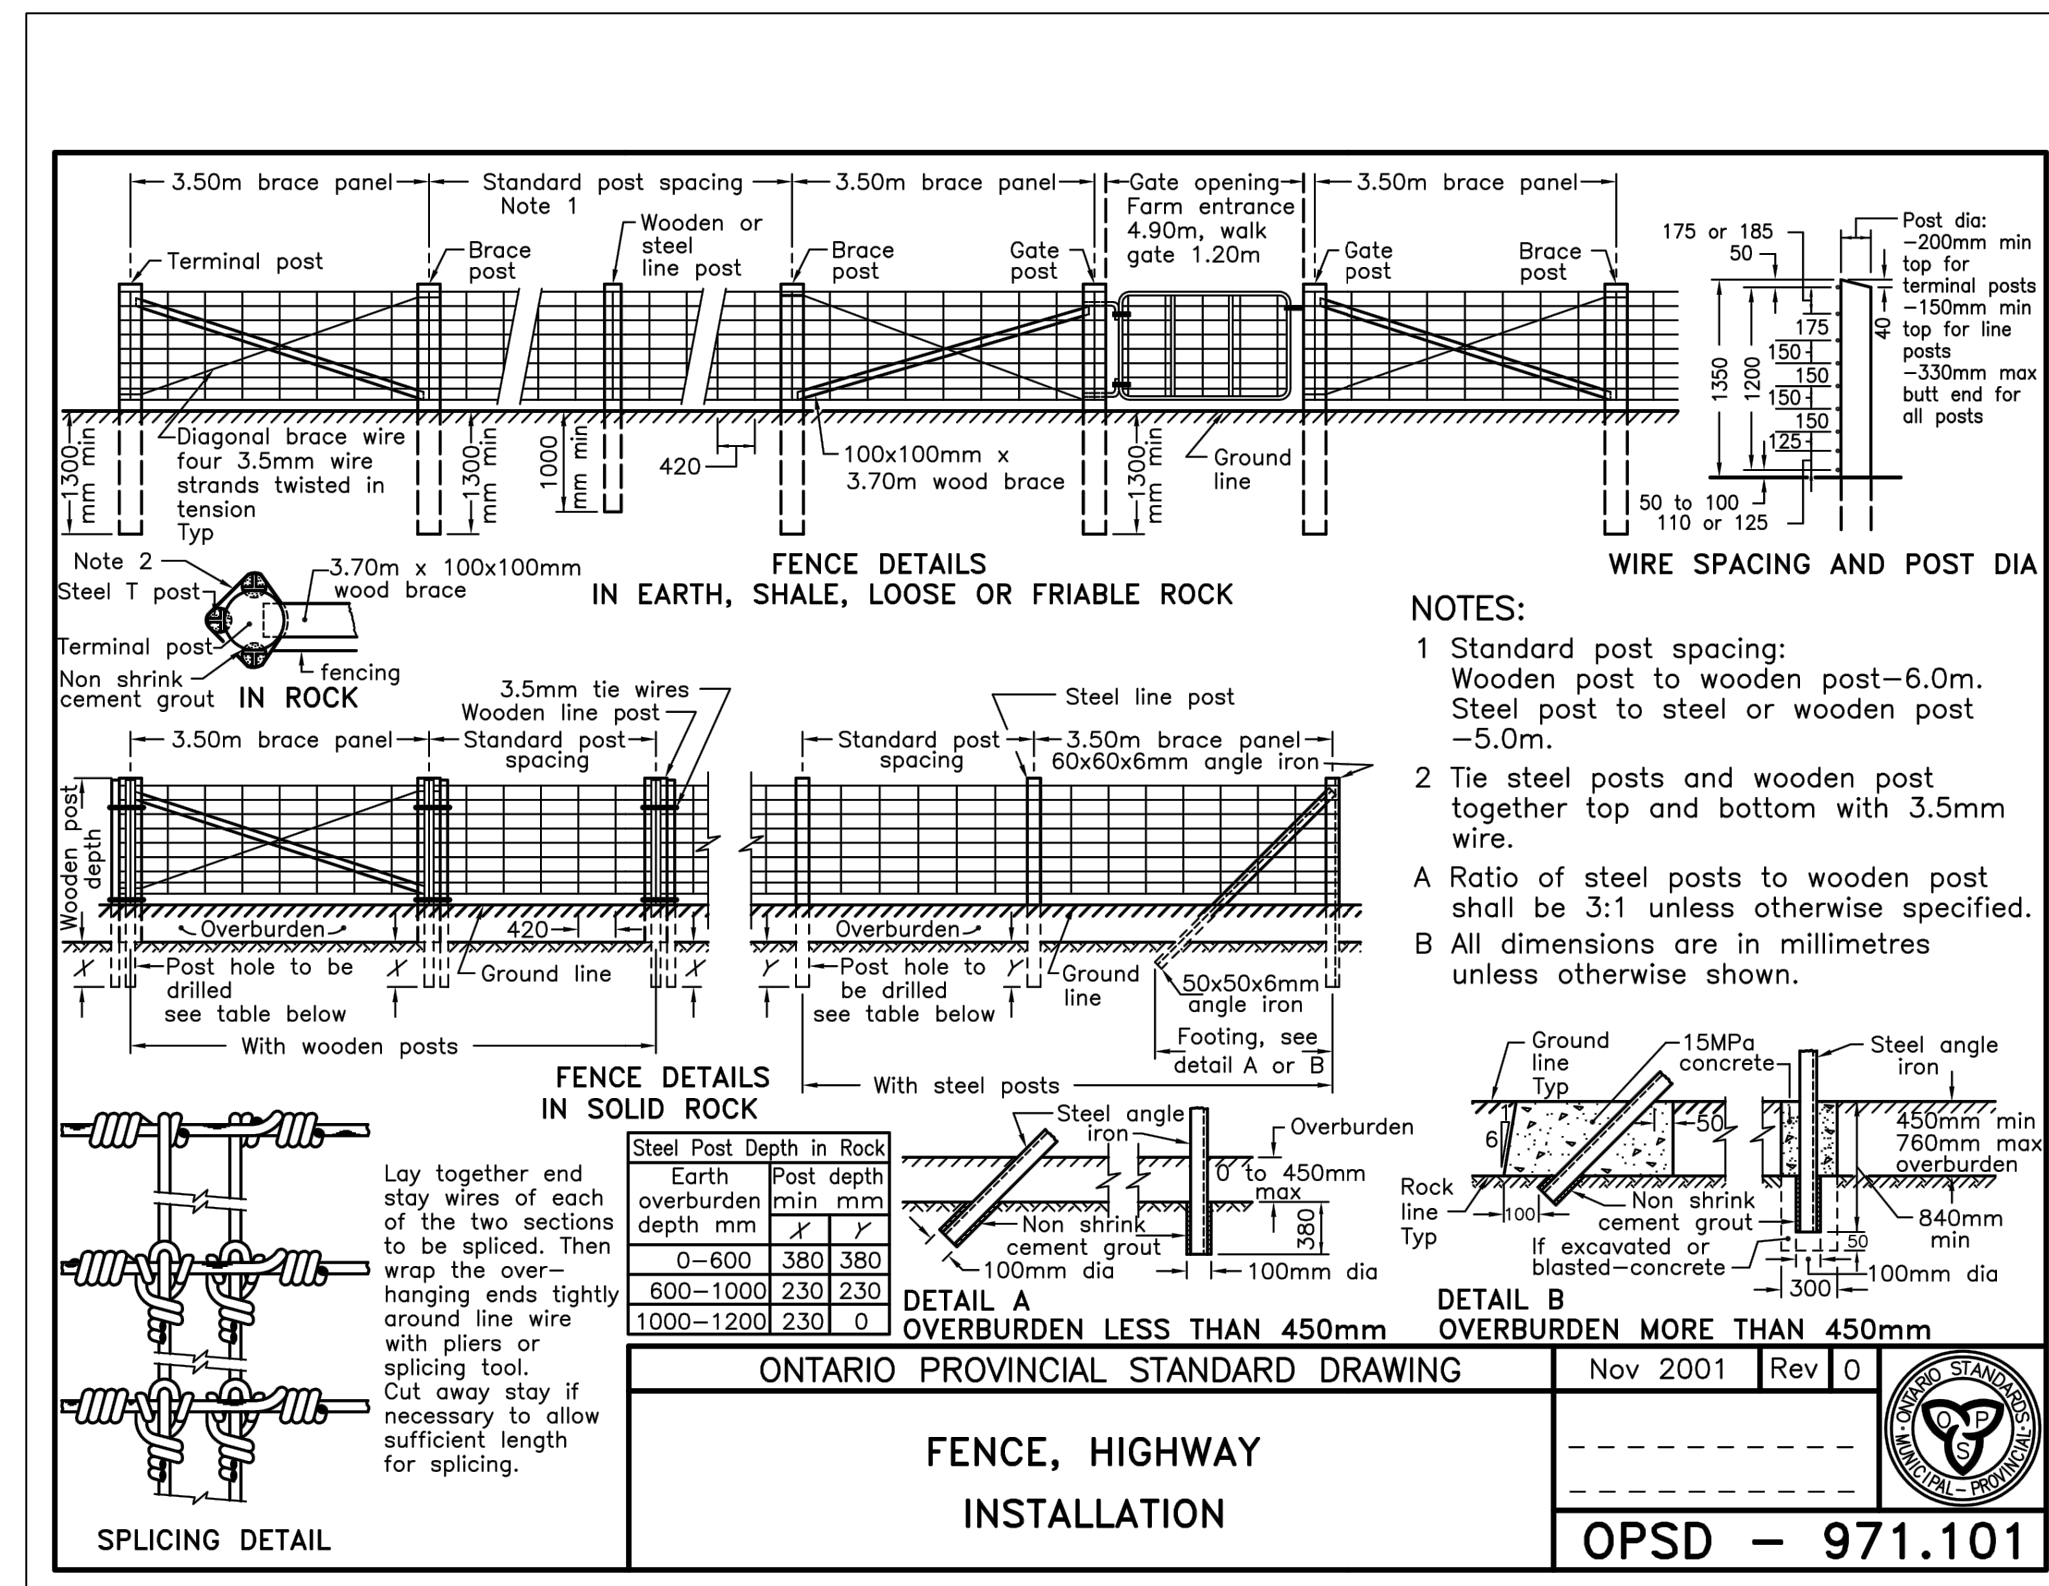 3.50m brace panel
Standard post spacing
Note 1
3.50m brace panel
Gate opening
Farm entrance
4.90m, walk
gate 1.20m
3.50m brace panel
Terminal post
Brace
post
Wooden or
steel
line post
Brace
post
Gate
post
Gate
post
Brace
post
1300
mm min
Diagonal brace wire
four 3.5mm wire
strands twisted in
tension
Typ
1300
mm min
1000
mm min
420
100x100mm x
3.70m wood brace
1300
mm min
Ground
line
FENCE DETAILS
IN EARTH, SHALE, LOOSE OR FRIABLE ROCK
175 or 185
50
1350
1200
175
150
150
150
150
125
40
50 to 100
110 or 125
Post dia:
-200mm min
top for
terminal posts
-150mm min
top for line
posts
-330mm max
butt end for
all posts
WIRE SPACING AND POST DIA
Note 2
Steel T post
Terminal post
Non shrink
cement grout
3.70m x 100x100mm
wood brace
fencing
IN ROCK
3.5mm tie wires
Wooden line post
3.50m brace panel
Standard post
spacing
Steel line post
Standard post
spacing
3.50m brace panel
60x60x6mm angle iron
Wooden post
depth
Overburden
420
X
Post hole to be
drilled
see table below
X
Ground line
X
With wooden posts
FENCE DETAILS
IN SOLID ROCK
Overburden
Y
Post hole to
be drilled
see table below
Y
Ground
line
50x50x6mm
angle iron
Footing, see
detail A or B
With steel posts
NOTES:
1 Standard post spacing:
Wooden post to wooden post-6.0m.
Steel post to steel or wooden post
-5.0m.
2 Tie steel posts and wooden post
together top and bottom with 3.5mm
wire.
A Ratio of steel posts to wooden post
shall be 3:1 unless otherwise specified.
B All dimensions are in millimetres
unless otherwise shown.
Lay together end
stay wires of each
of the two sections
to be spliced. Then
wrap the over-
hanging ends tightly
around line wire
with pliers or
splicing tool.
Cut away stay if
necessary to allow
sufficient length
for splicing.
SPLICING DETAIL
Steel Post Depth in Rock
Earth
overburden
depth mm
Post depth
min mm
X Y
0-600 380 380
600-1000 230 230
1000-1200 230 0
Steel angle
iron
Overburden
0 to 450mm
max
380
Non shrink
cement grout
100mm dia
100mm dia
DETAIL A
OVERBURDEN LESS THAN 450mm
Ground
line
Typ
15MPa
concrete
Steel angle
iron
6
50
450mm min
760mm max
overburden
Rock
line
Typ
100
Non shrink
cement grout
If excavated or
blasted-concrete
840mm
min
50
100mm dia
300
DETAIL B
OVERBURDEN MORE THAN 450mm
ONTARIO PROVINCIAL STANDARD DRAWING
Nov 2001
Rev
0
FENCE, HIGHWAY
INSTALLATION
ONTARIO STANDARDS
MUNICIPAL - PROVINCIAL
O P
S
OPSD - 971.101